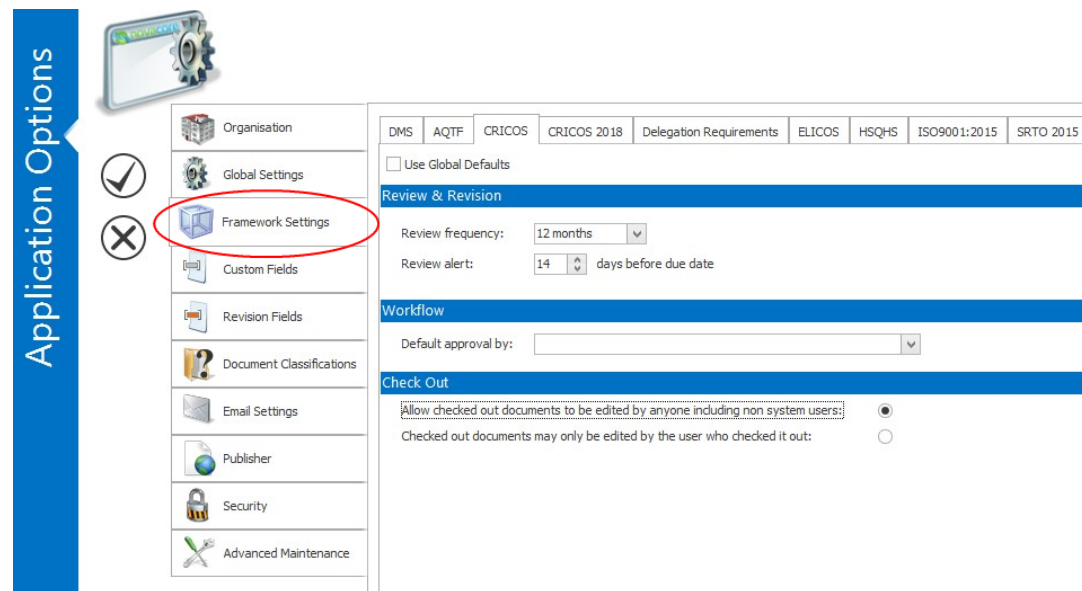 Application Options
novacore
Organisation
Global Settings
Framework Settings
Custom Fields
Revision Fields
Document Classifications
Email Settings
Publisher
Security
Advanced Maintenance
DMS AQTF CRICOS CRICOS 2018 Delegation Requirements ELICOS HSQHS ISO9001:2015 SRTO 2015
Use Global Defaults
Review & Revision
Review frequency: 12 months
Review alert: 14 days before due date
Workflow
Default approval by:
Check Out
Allow checked out documents to be edited by anyone including non system users:
Checked out documents may only be edited by the user who checked it out: